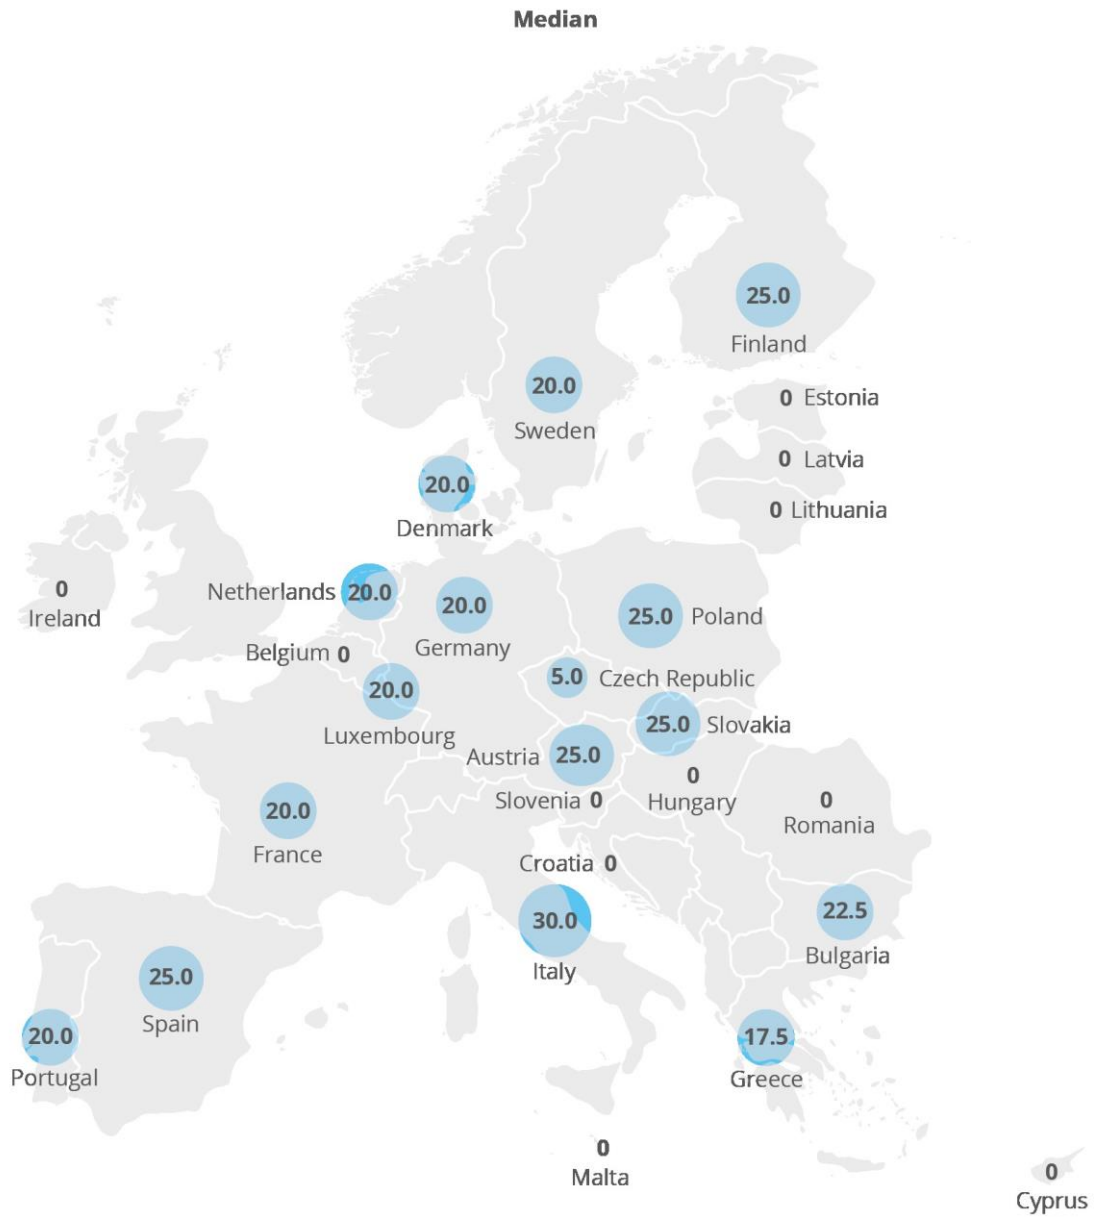 Median
25.0
Finland
20.0
Sweden
0 Estonia
0 Latvia
0 Lithuania
20.0
Denmark
0
Ireland
Netherlands 20.0
20.0
Germany
25.0 Poland
Belgium 0
5.0 Czech Republic
20.0
Luxembourg
25.0 Slovakia
Austria 25.0
0
Hungary
Slovenia 0
0
Romania
20.0
France
Croatia 0
30.0
Italy
22.5
Bulgaria
25.0
Spain
20.0
Portugal
17.5
Greece
0
Malta
0
Cyprus